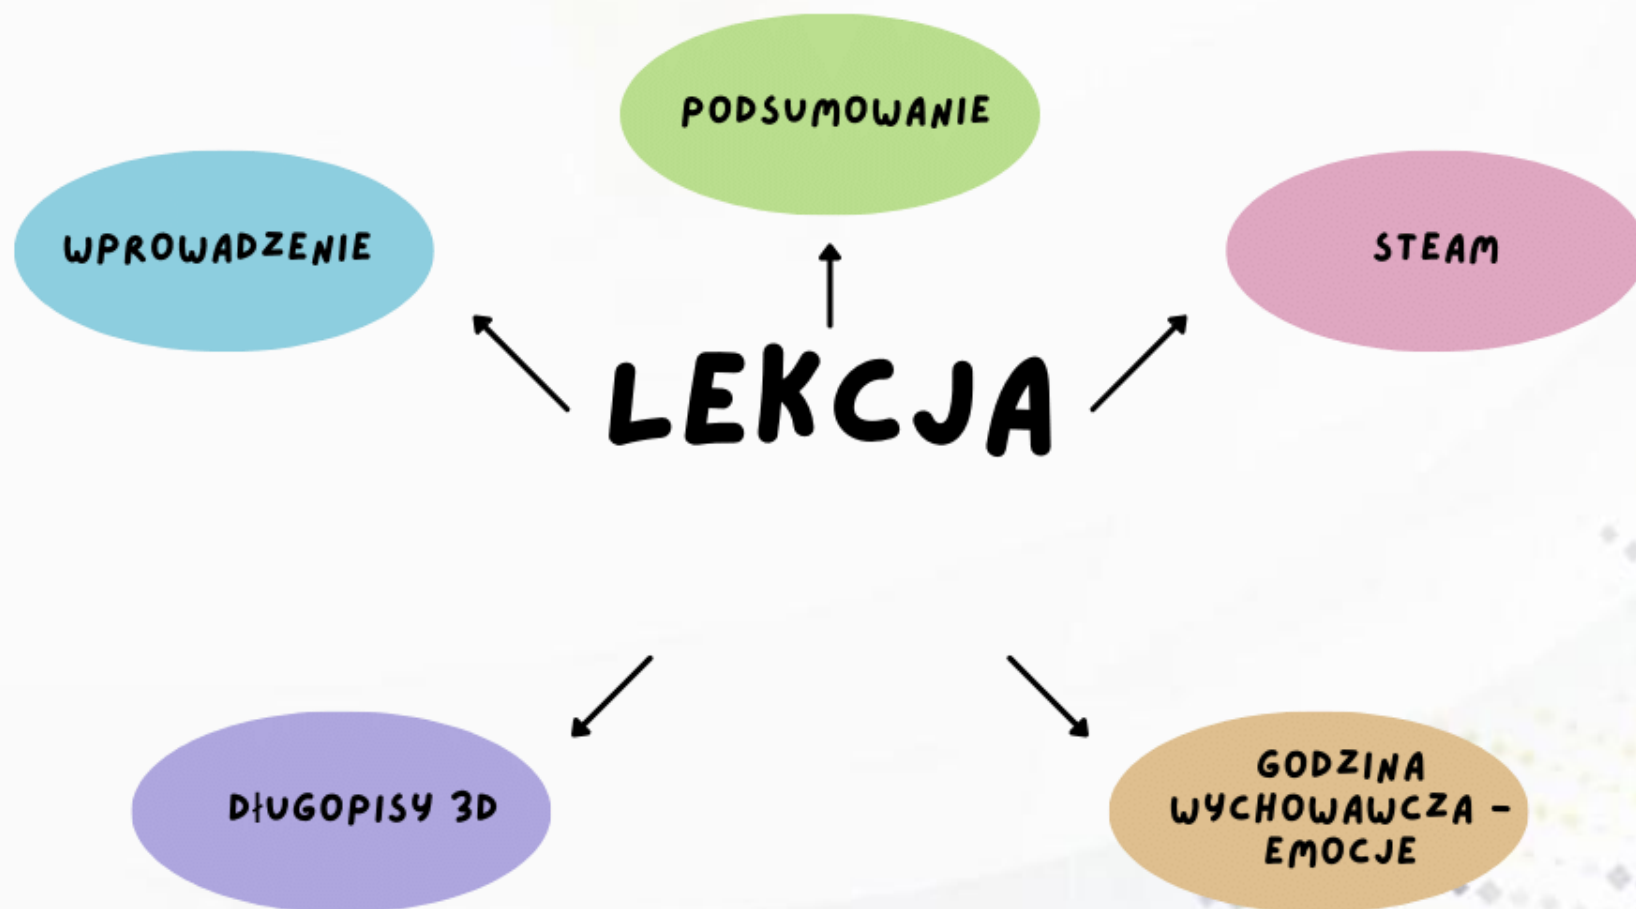 PODSUMOWANIE
WPROWADZENIE
STEAM
LEKCJA
DŁUGOPISY 3D
GODZINA
WYCHOWAWCZA -
EMOCJE